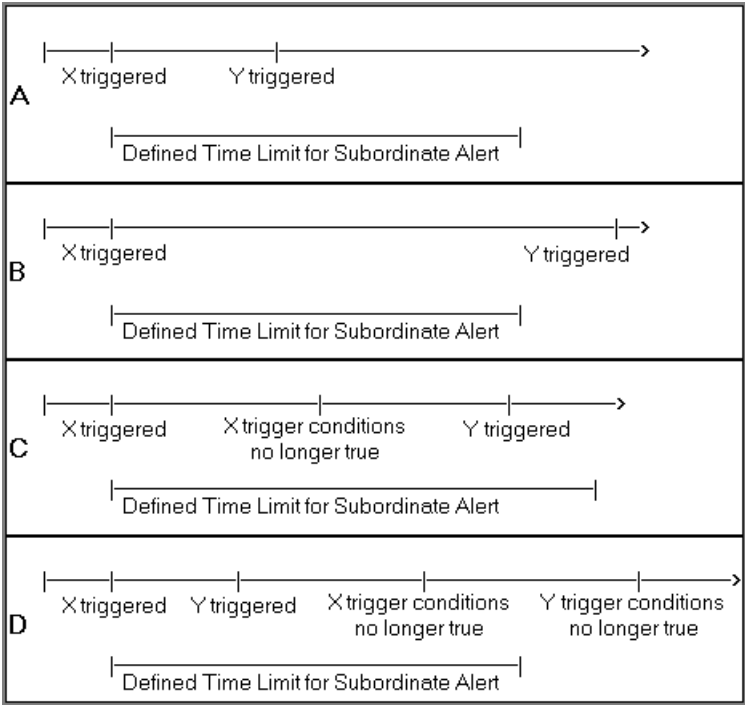 A
X triggered
Y triggered
Defined Time Limit for Subordinate Alert
B
X triggered
Y triggered
Defined Time Limit for Subordinate Alert
C
X triggered
X trigger conditions
no longer true
Y triggered
Defined Time Limit for Subordinate Alert
D
X triggered
Y triggered
X trigger conditions
no longer true
Y trigger conditions
no longer true
Defined Time Limit for Subordinate Alert